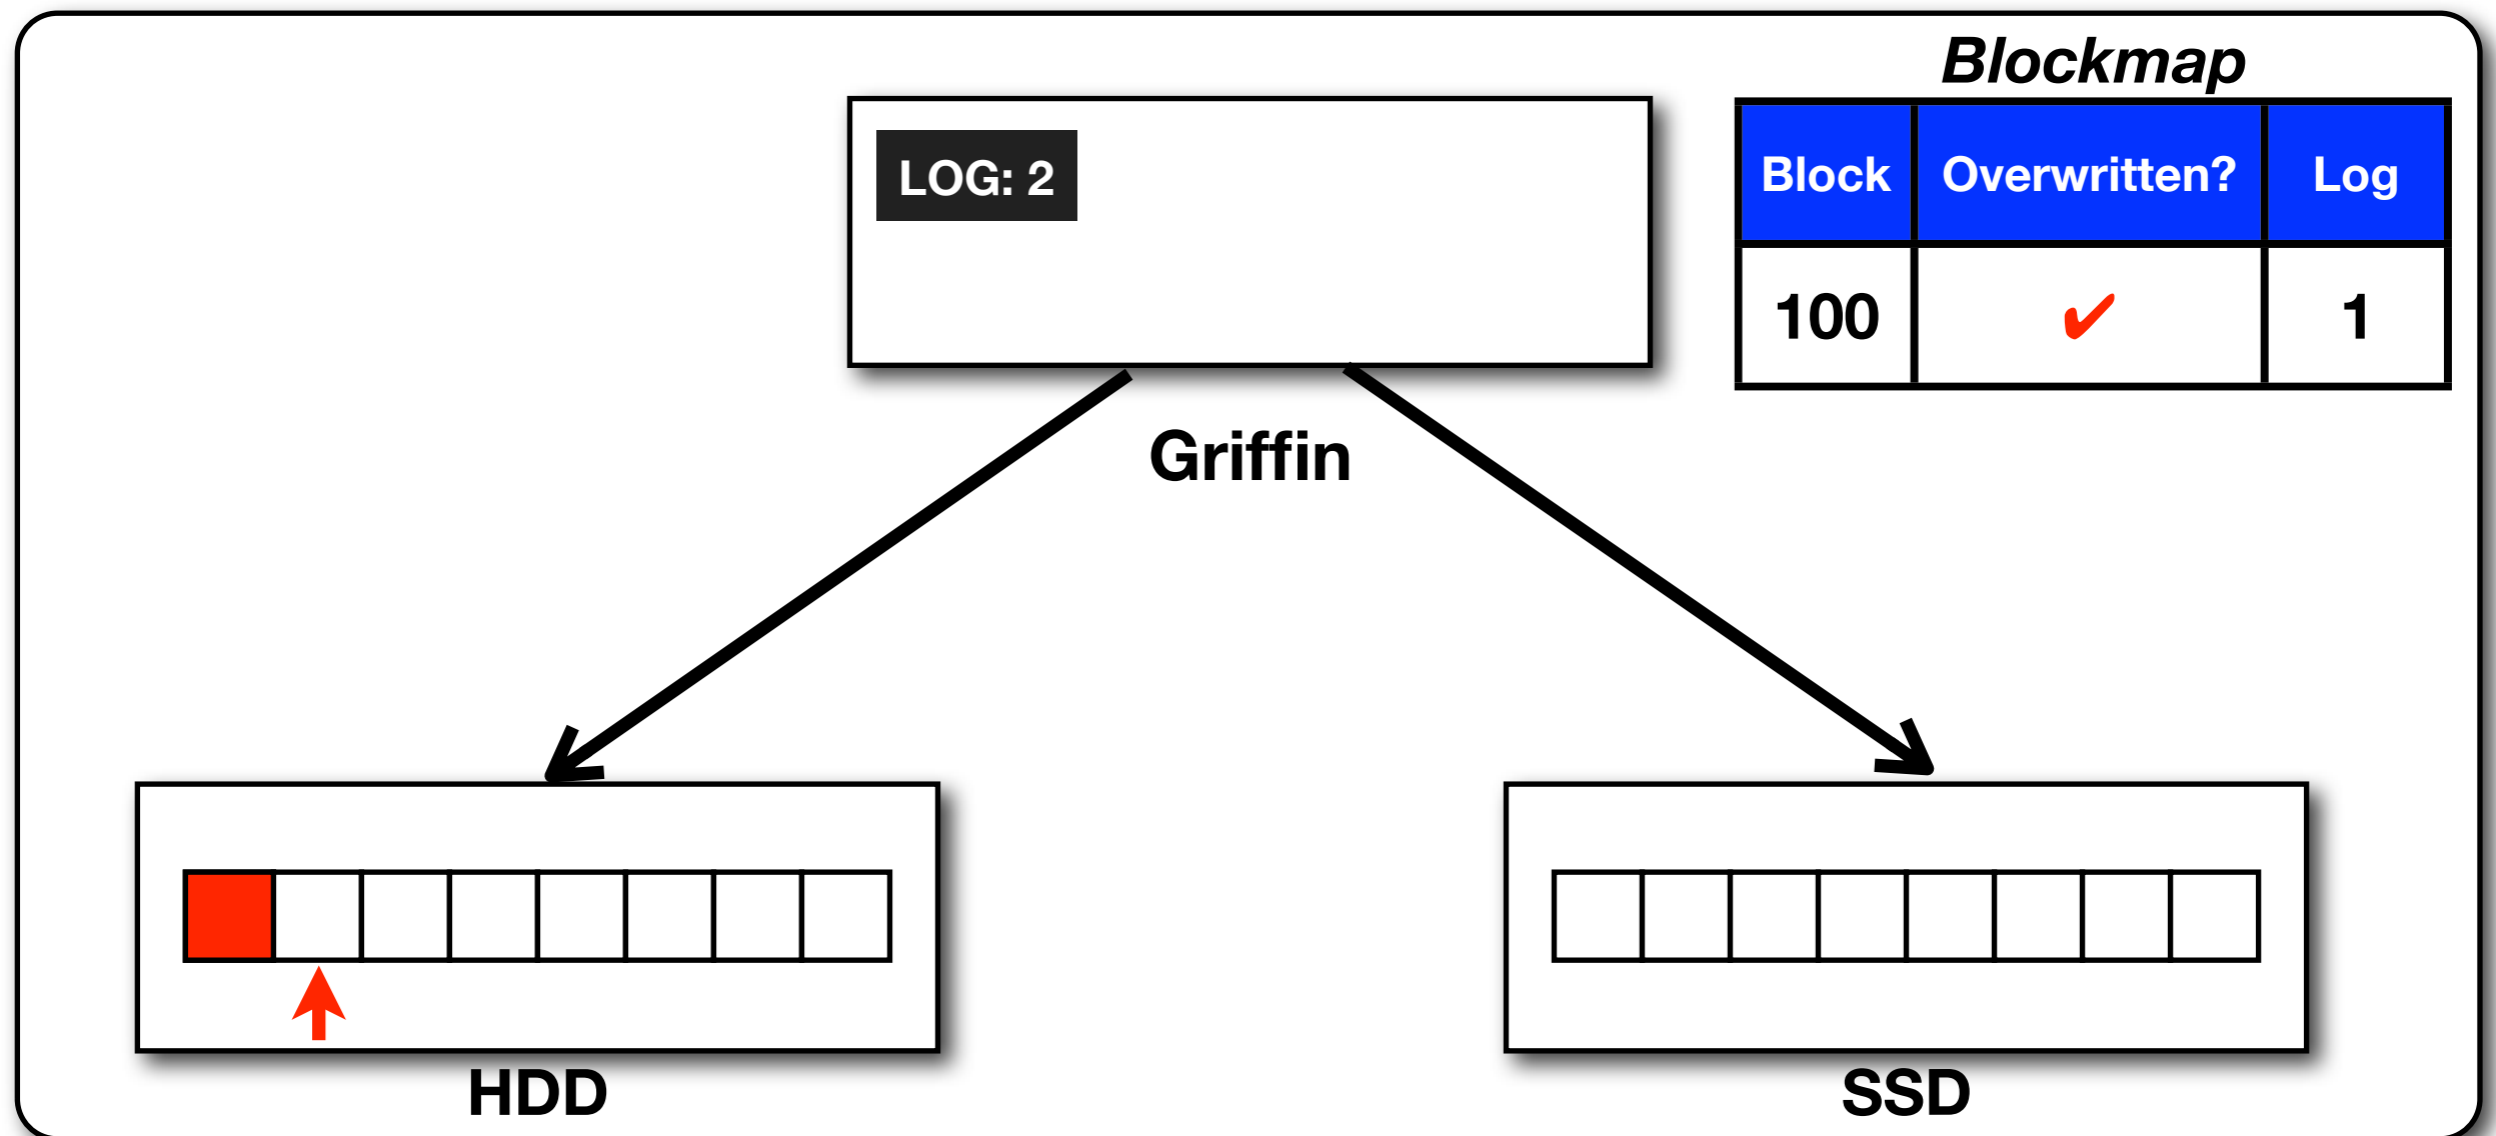 Blockmap
LOG: 2
Block Overwritten? Log
100 ✔ 1
Griffin
HDD
SSD